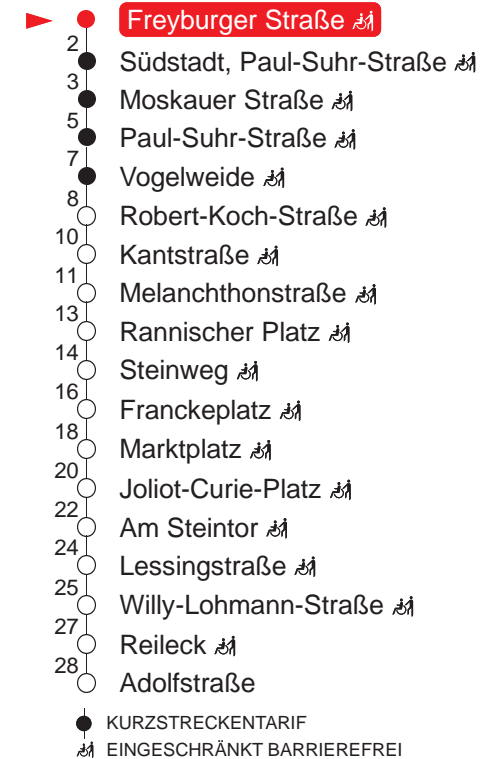 Freyburger Straße
2
Südstadt, Paul-Suhr-Straße
3
Moskauer Straße
5
Paul-Suhr-Straße
7
Vogelweide
8
Robert-Koch-Straße
10
Kantstraße
11
Melanchthonstraße
13
Rannischer Platz
14
Steinweg
16
Franckeplatz
18
Marktplatz
20
Joliot-Curie-Platz
22
Am Steintor
24
Lessingstraße
25
Willy-Lohmann-Straße
27
Reileck
28
Adolfstraße
KURZSTRECKENTARIF
EINGESCHRÄNKT BARRIEREFREI